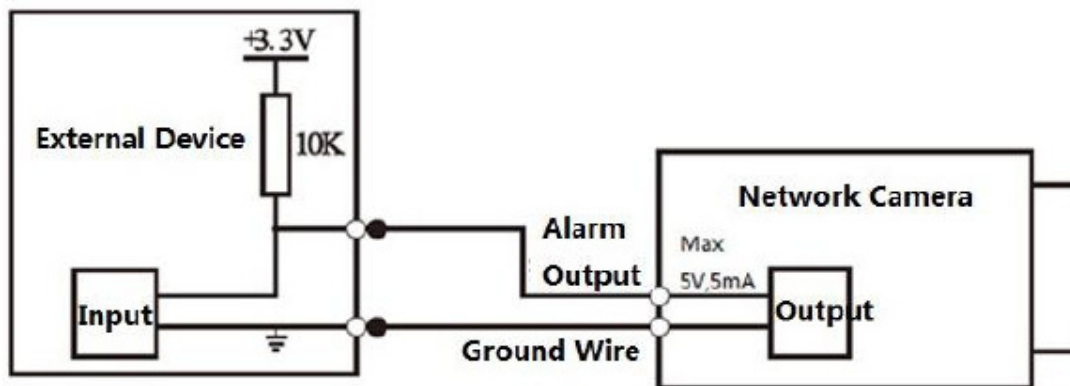 +3.3V
External Device
10K
Network Camera
Alarm
Output
Max
5V,5mA
Input
Output
Ground Wire